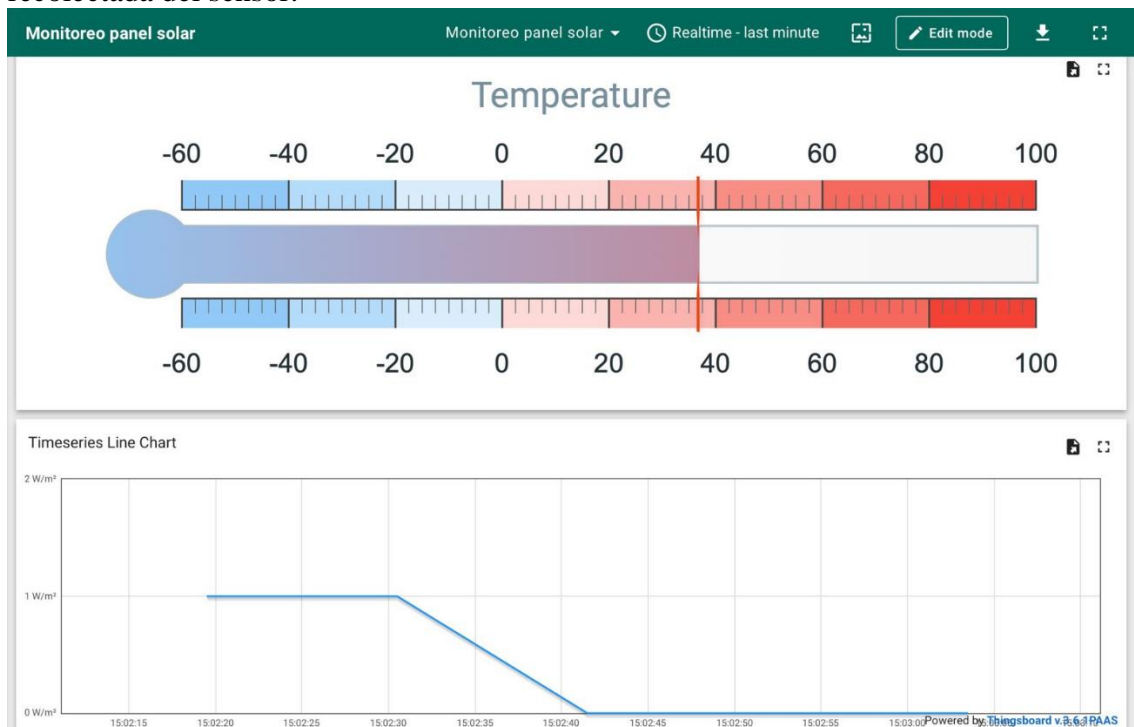 recolectada del sensor.
Monitoreo panel solar Monitoreo panel solar Realtime - last minute Edit mode
Temperature
-60 -40 -20 0 20 40 60 80 100
-60 -40 -20 0 20 40 60 80 100
Timeseries Line Chart
2 W/m²
1 W/m²
0 W/m²
15:02:15 15:02:20 15:02:25 15:02:30 15:02:35 15:02:40 15:02:45 15:02:50 15:02:55 15:03:00 Powered by Thingsboard v.3.6.1PAAS